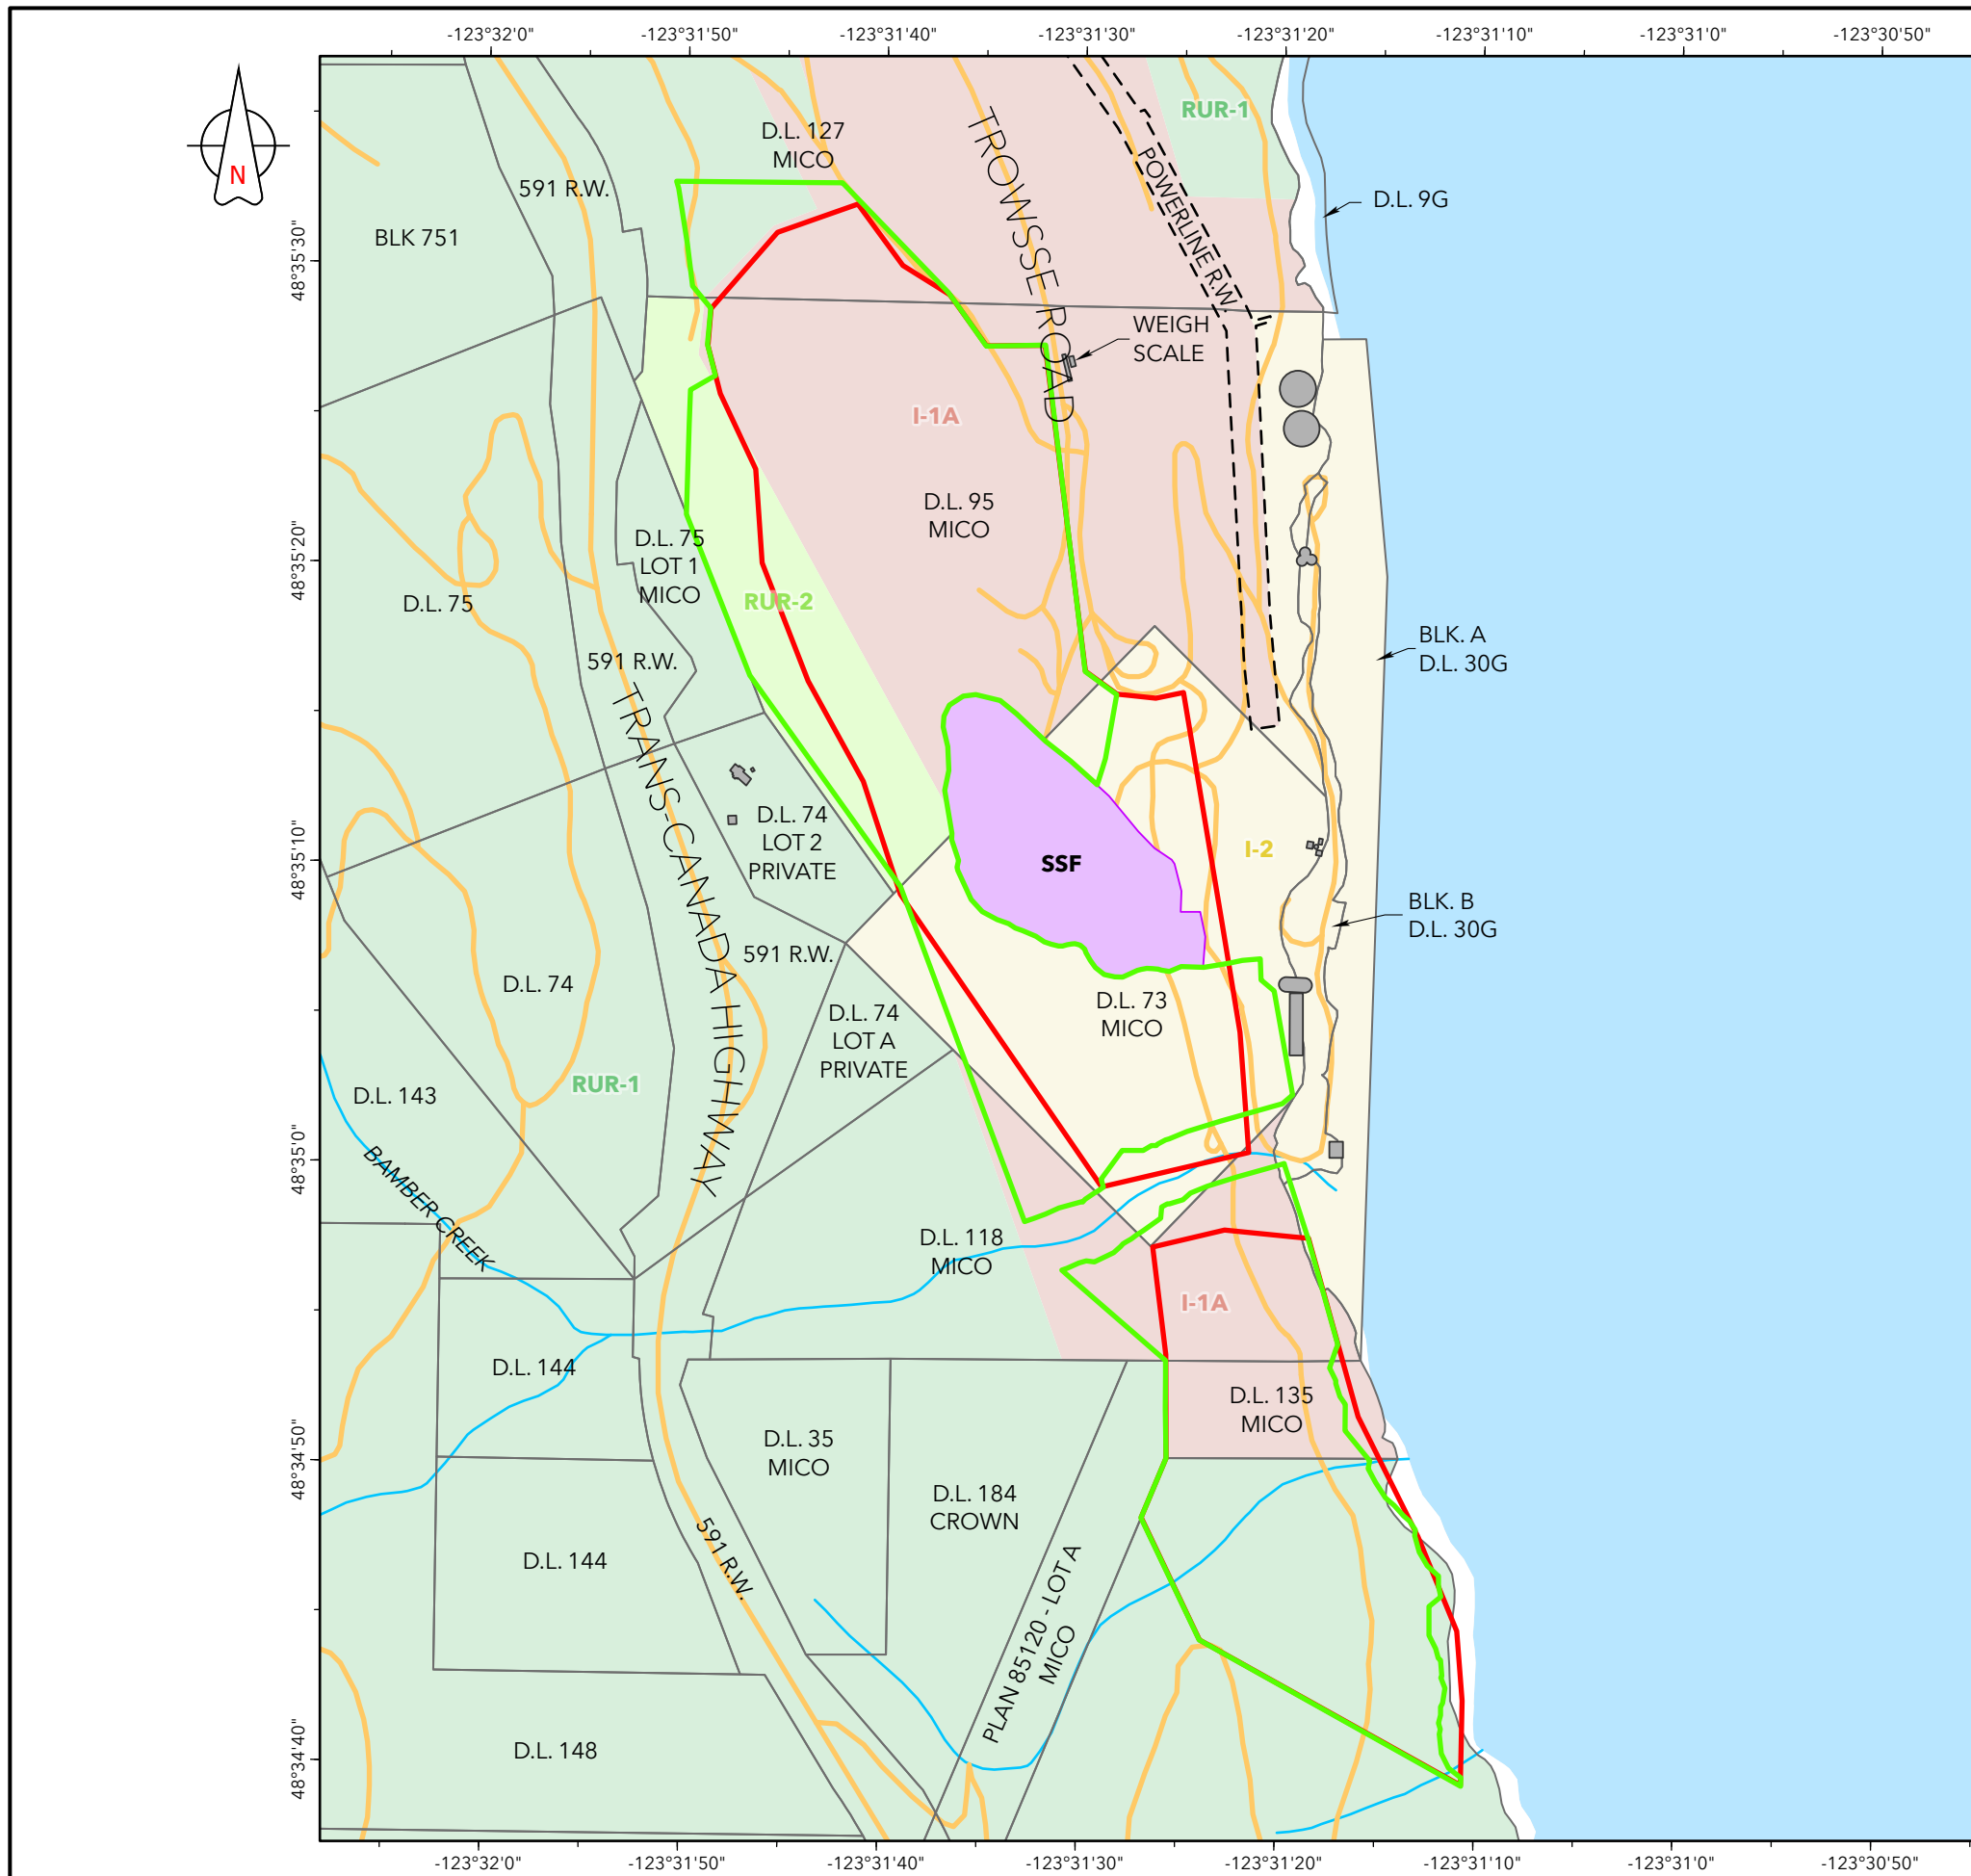 -123°32'0"
-123°31'50"
-123°31'40"
-123°31'30"
-123°31'20"
-123°31'10"
-123°31'0"
-123°30'50"
N
RUR-1
D.L. 127
MICO
TROWSSE ROAD
POWERLINE R.W.
591 R.W.
D.L. 9G
BLK 751
48°35'30"
WEIGH
SCALE
I-1A
D.L. 95
MICO
48°35'20"
D.L. 75
LOT 1
MICO
D.L. 75
RUR-2
BLK. A
D.L. 30G
591 R.W.
TRANS-CANADA HIGHWAY
D.L. 74
LOT 2
PRIVATE
48°35'10"
SSF
I-2
BLK. B
D.L. 30G
591 R.W.
D.L. 74
D.L. 73
MICO
D.L. 74
LOT A
PRIVATE
RUR-1
D.L. 143
48°35'0"
BAMBER CREEK
D.L. 118
MICO
I-1A
D.L. 144
D.L. 135
MICO
48°34'50"
D.L. 35
MICO
D.L. 184
CROWN
591 R.W.
D.L. 144
PLAN 85120 - LOT A
MICO
D.L. 148
48°34'40"
-123°32'0"
-123°31'50"
-123°31'40"
-123°31'30"
-123°31'20"
-123°31'10"
-123°31'0"
-123°30'50"